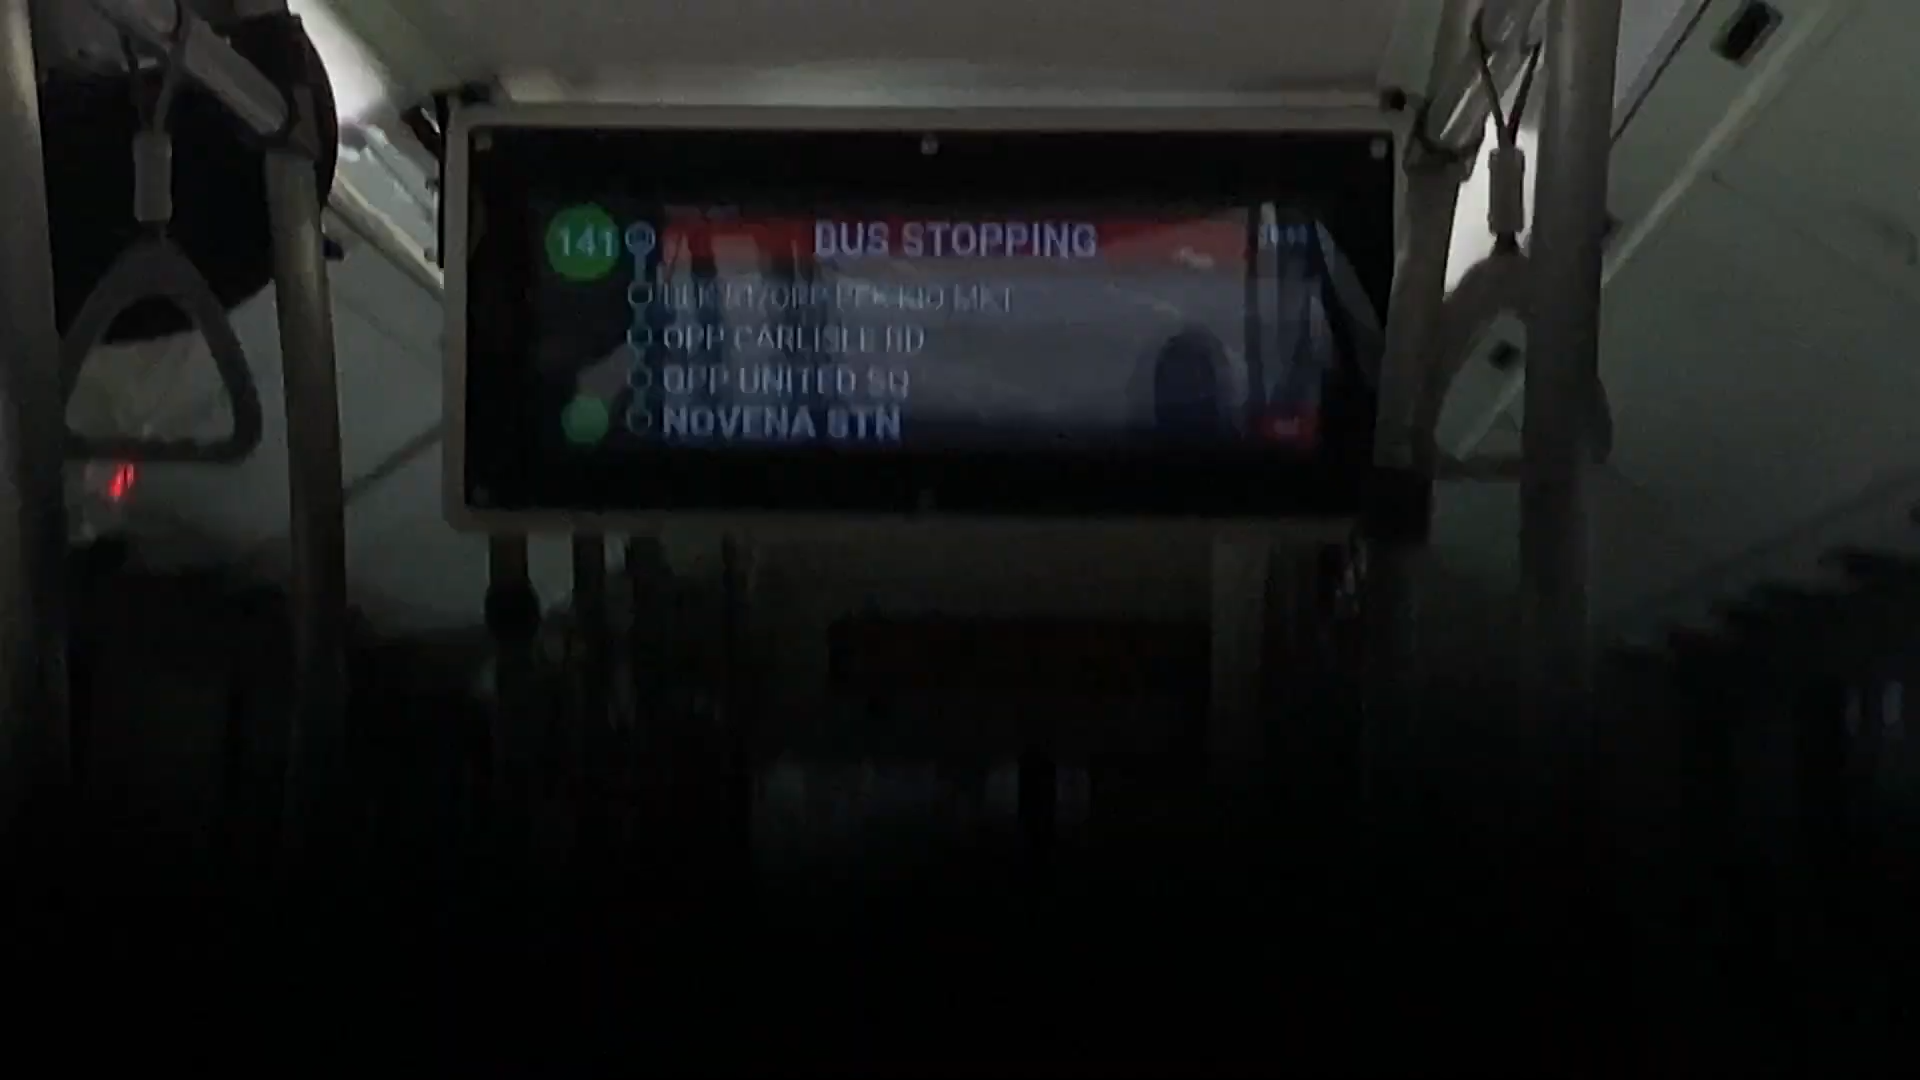 141
BUS STOPPING
OPP CARLISLE RD
OPP UNITED SQ
NOVENA STN